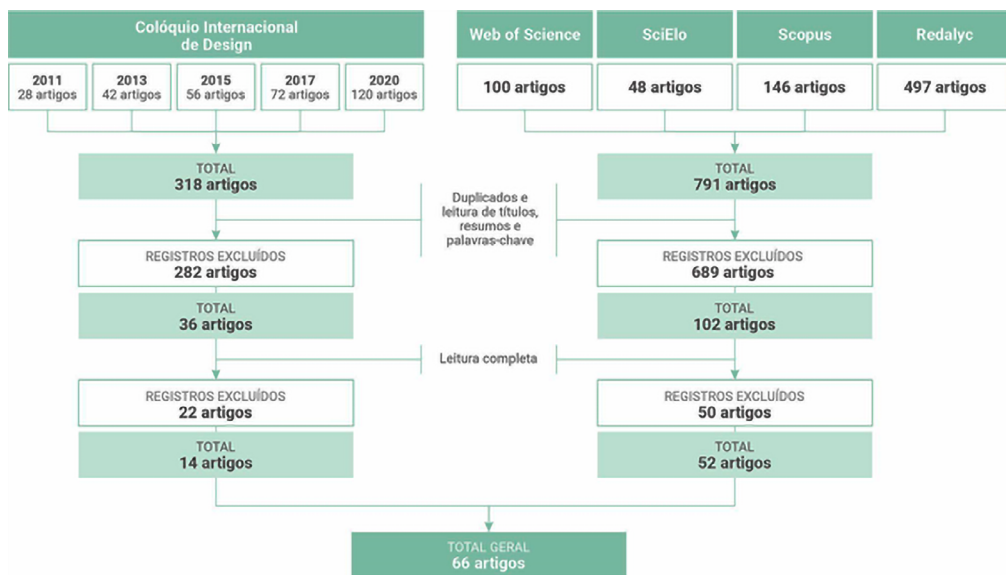 Colóquio Internacional
de Design
2011
28 artigos
2013
42 artigos
2015
56 artigos
2017
72 artigos
2020
120 artigos
Web of Science
SciElo
Scopus
Redalyc
100 artigos
48 artigos
146 artigos
497 artigos
TOTAL
318 artigos
TOTAL
791 artigos
Duplicados e
leitura de títulos,
resumos e
palavras-chave
REGISTROS EXCLUÍDOS
282 artigos
REGISTROS EXCLUÍDOS
689 artigos
TOTAL
36 artigos
TOTAL
102 artigos
Leitura completa
REGISTROS EXCLUÍDOS
22 artigos
REGISTROS EXCLUÍDOS
50 artigos
TOTAL
14 artigos
TOTAL
52 artigos
TOTAL GERAL
66 artigos